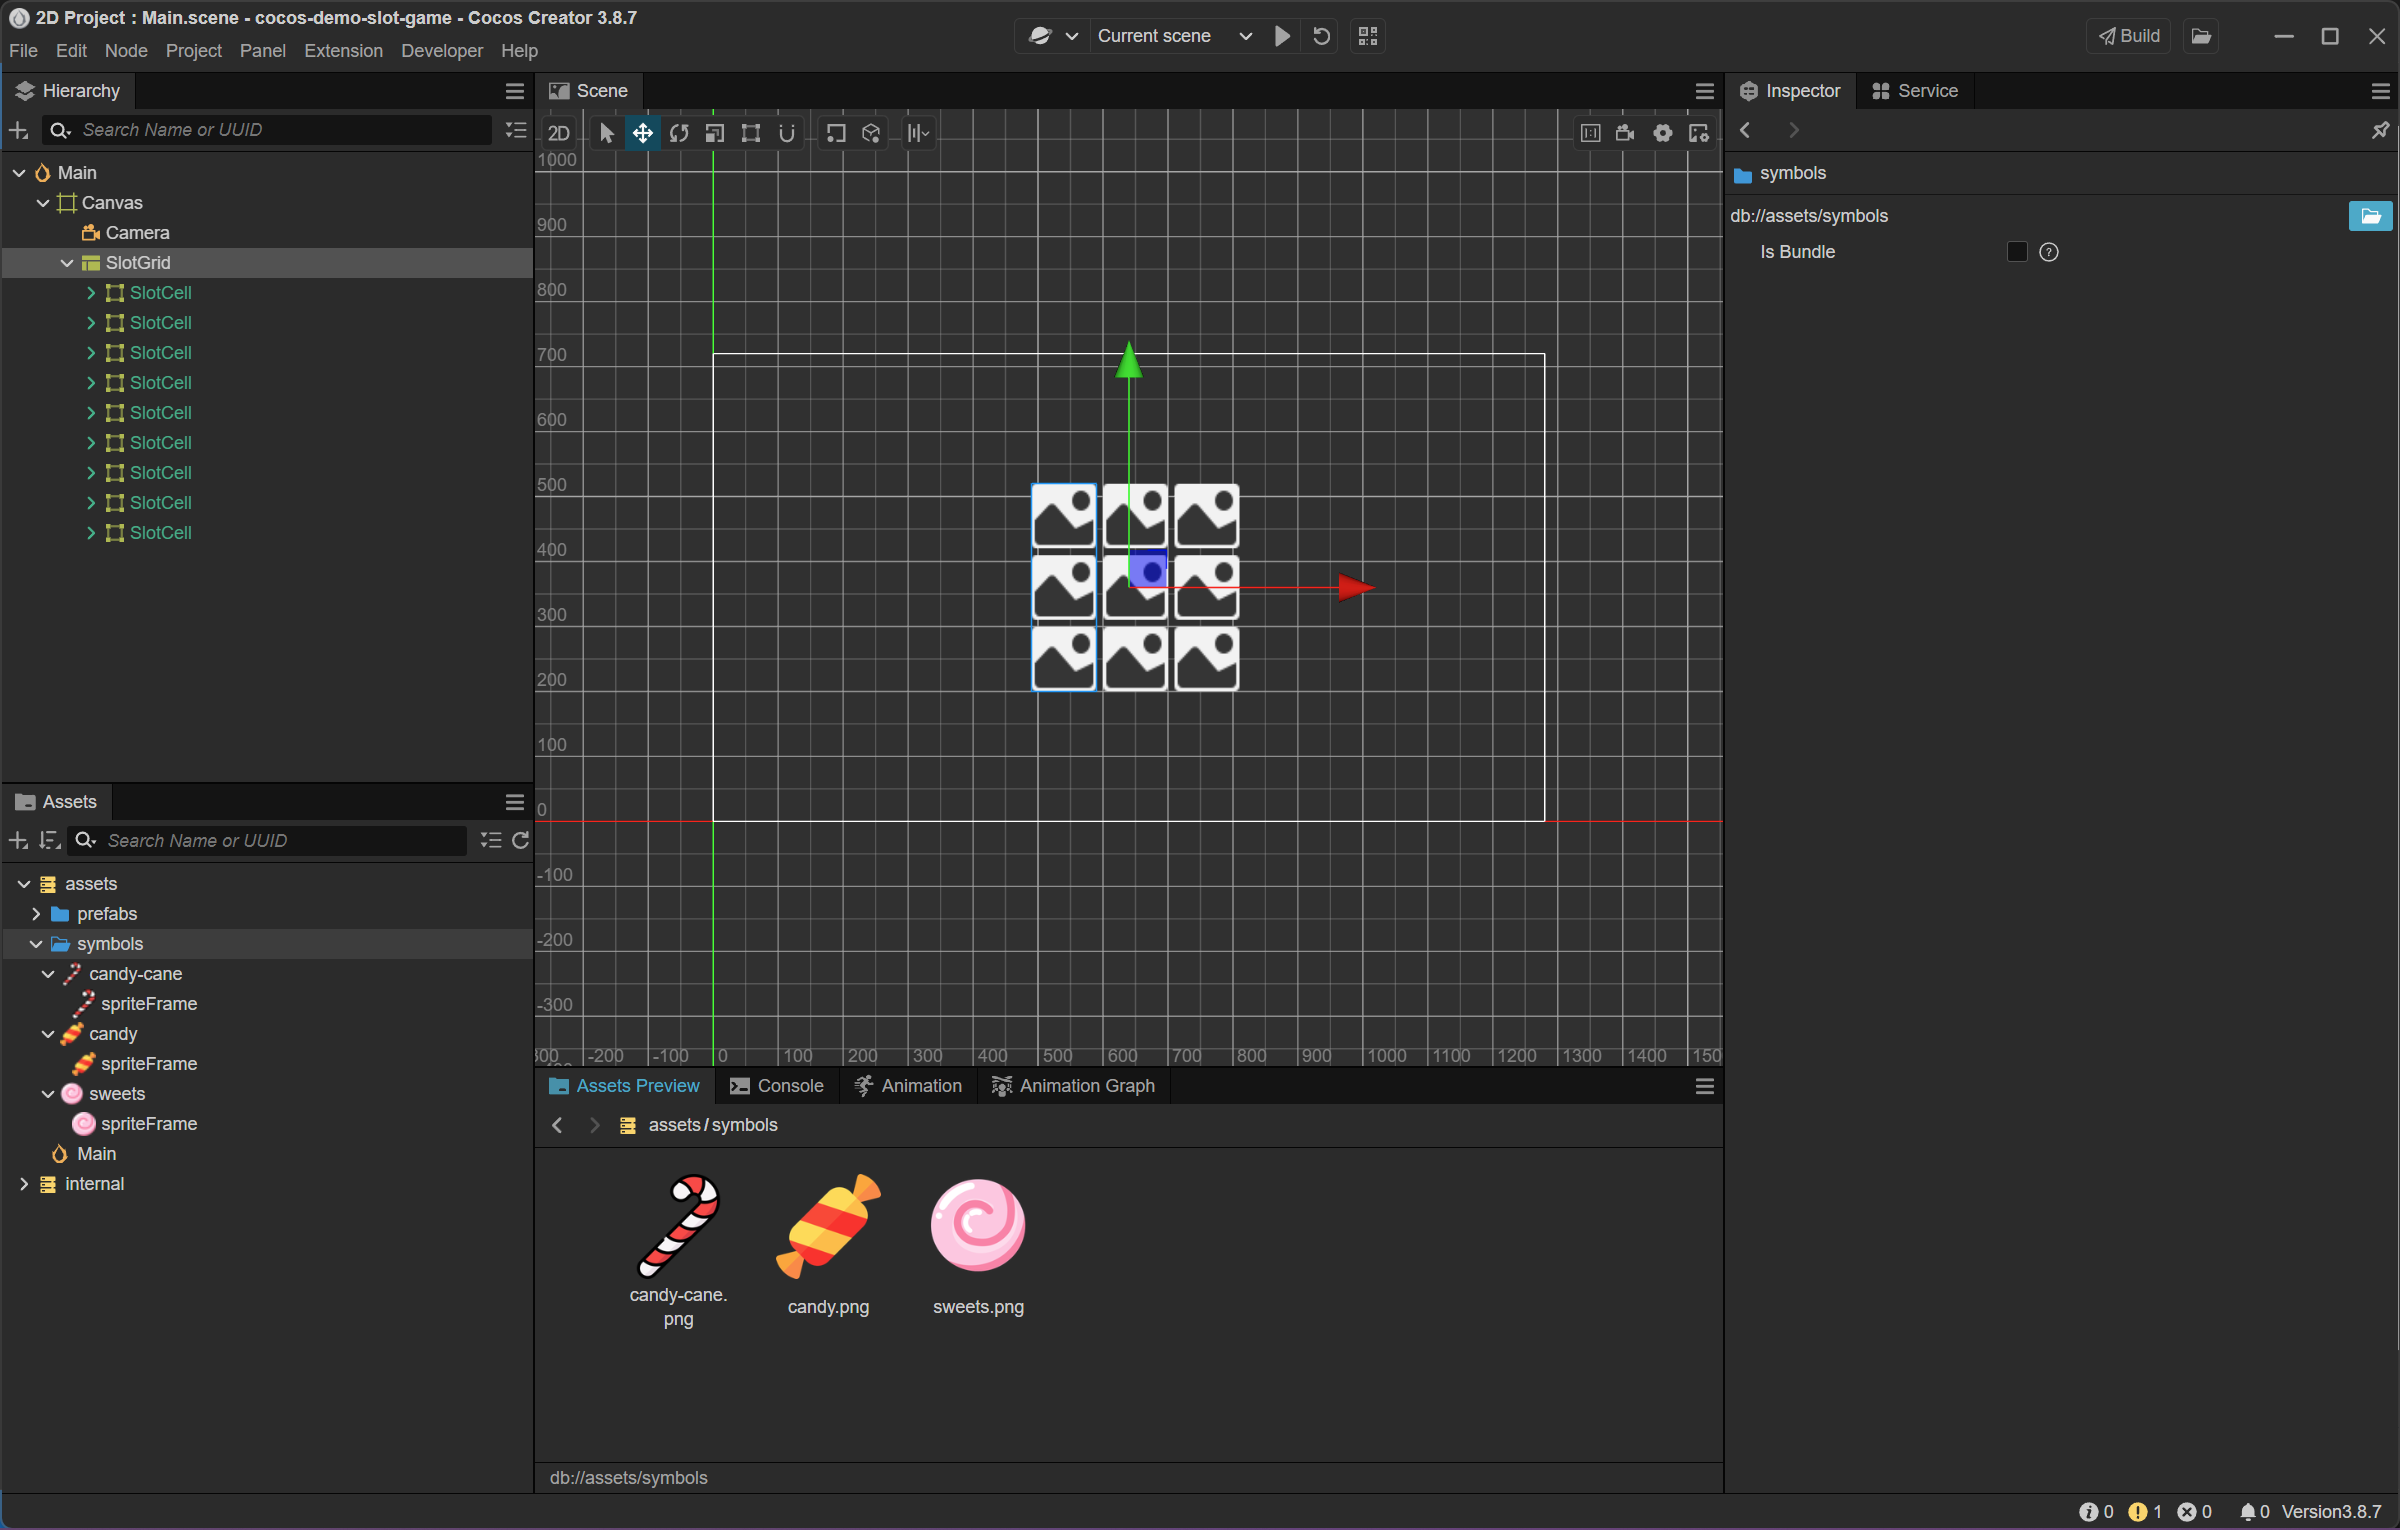 2D Project : Main.scene - cocos-demo-slot-game - Cocos Creator 3.8.7
File Edit Node Project Panel Extension Developer Help
Current scene
Build
Hierarchy
Search Name or UUID
Main
Canvas
Camera
SlotGrid
SlotCell
SlotCell
SlotCell
SlotCell
SlotCell
SlotCell
SlotCell
SlotCell
SlotCell
Assets
Search Name or UUID
assets
prefabs
symbols
candy-cane
spriteFrame
candy
spriteFrame
sweets
spriteFrame
Main
internal
Scene
2D
1000
900
800
700
600
500
400
300
200
100
0
-100
-200
-300
-200 -100 0 100 200 300 400 500 600 700 800 900 1000 1100 1200 1300 1400
Assets Preview Console Animation Animation Graph
assets / symbols
candy-cane.
png
candy.png
sweets.png
db://assets/symbols
Inspector Service
symbols
db://assets/symbols
Is Bundle ?
0 1 0 0 Version3.8.7